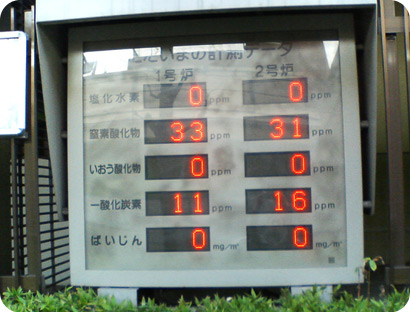 ただいまの計測データ
1号炉 2号炉
塩化水素 0 ppm 0 ppm
窒素酸化物 33 ppm 31 ppm
いおう酸化物 0 ppm 0 ppm
一酸化炭素 11 ppm 16 ppm
ばいじん 0 mg/㎥ 0 mg/㎥